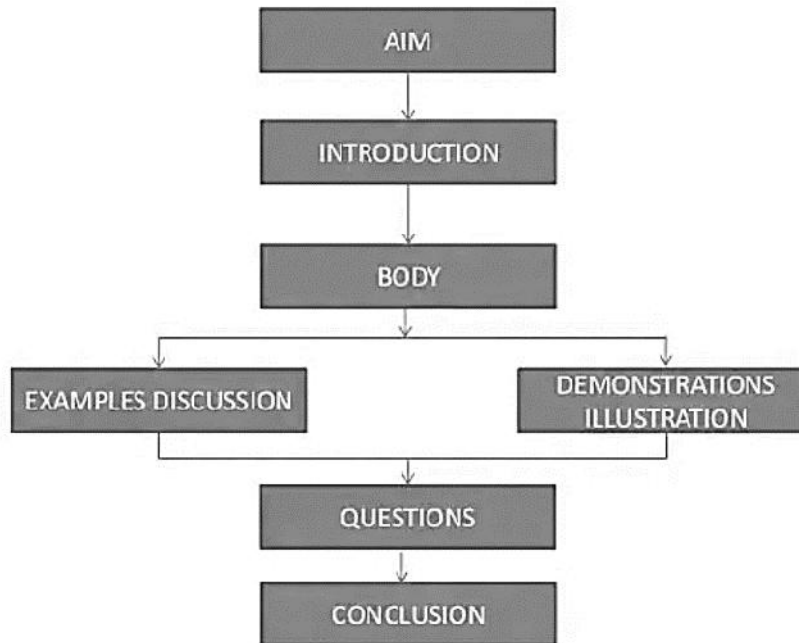 AIM
INTRODUCTION
BODY
EXAMPLES DISCUSSION
DEMONSTRATIONS
ILLUSTRATION
QUESTIONS
CONCLUSION